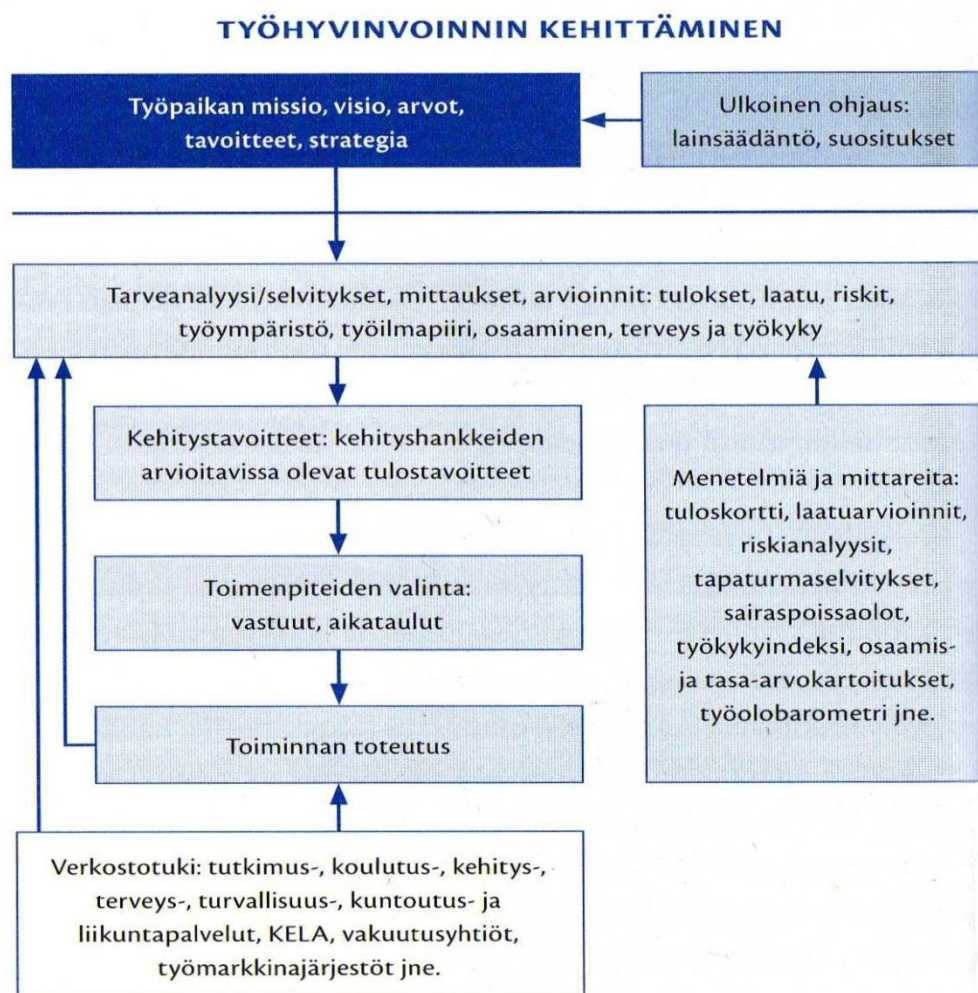 TYÖHYVINVOINNIN KEHITTÄMINEN
Työpaikan missio, visio, arvot,
tavoitteet, strategia
Ulkoinen ohjaus:
lainsäädäntö, suositukset
Tarveanalyysi/selvitykset, mittaukset, arvioinnit: tulokset, laatu, riskit,
työympäristö, työilmapiiri, osaaminen, terveys ja työkyky
Kehitystavoitteet: kehityshankkeiden
arvioitavissa olevat tulostavoitteet
Toimenpiteiden valinta:
vastuut, aikataulut
Toiminnan toteutus
Menetelmiä ja mittareita:
tuloskortti, laatuarvioinnit,
riskianalyysit,
tapaturmaselvitykset,
sairaspoissaolot,
työkykyindeksi, osaamis-
ja tasa-arvokartoitukset,
työolobarometri jne.
Verkostotuki: tutkimus-, koulutus-, kehitys-,
terveys-, turvallisuus-, kuntoutus- ja
liikuntapalvelut, KELA, vakuutusyhtiöt,
työmarkkinajärjestöt jne.